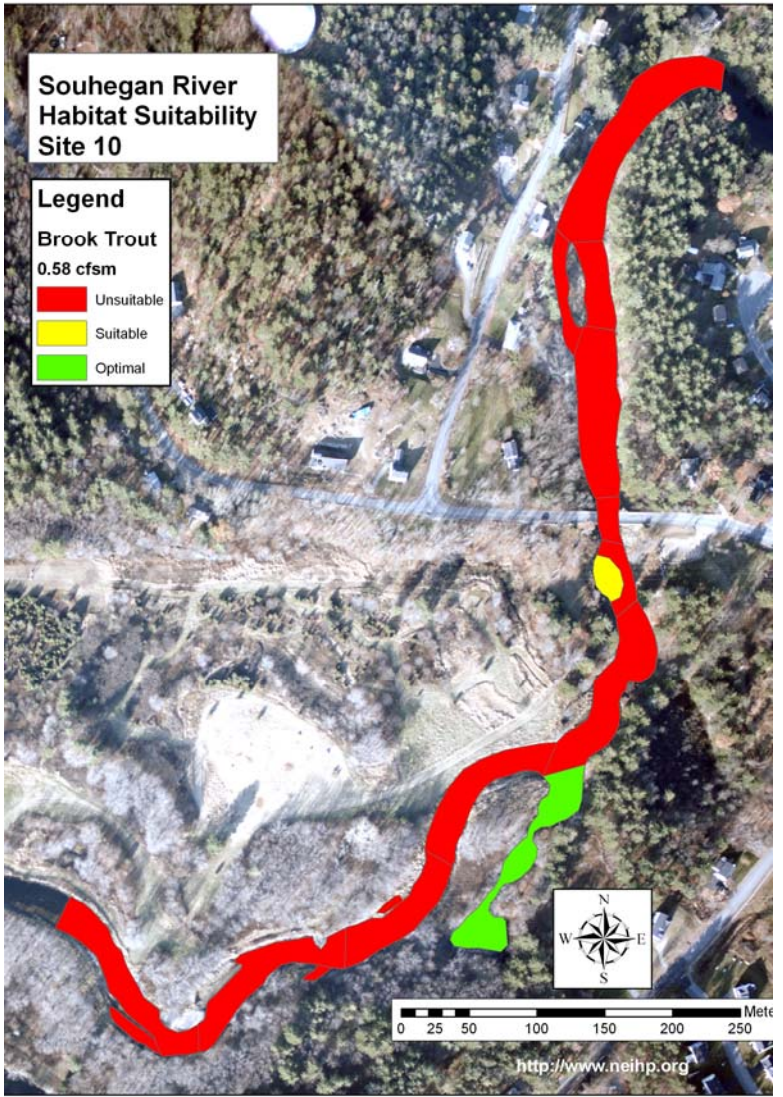 Souhegan River
Habitat Suitability
Site 10
Legend
Brook Trout
0.58 cfsm
Unsuitable
Suitable
Optimal
N
W E
S
Mete
0 25 50 100 150 200 250
http://www.neihp.org